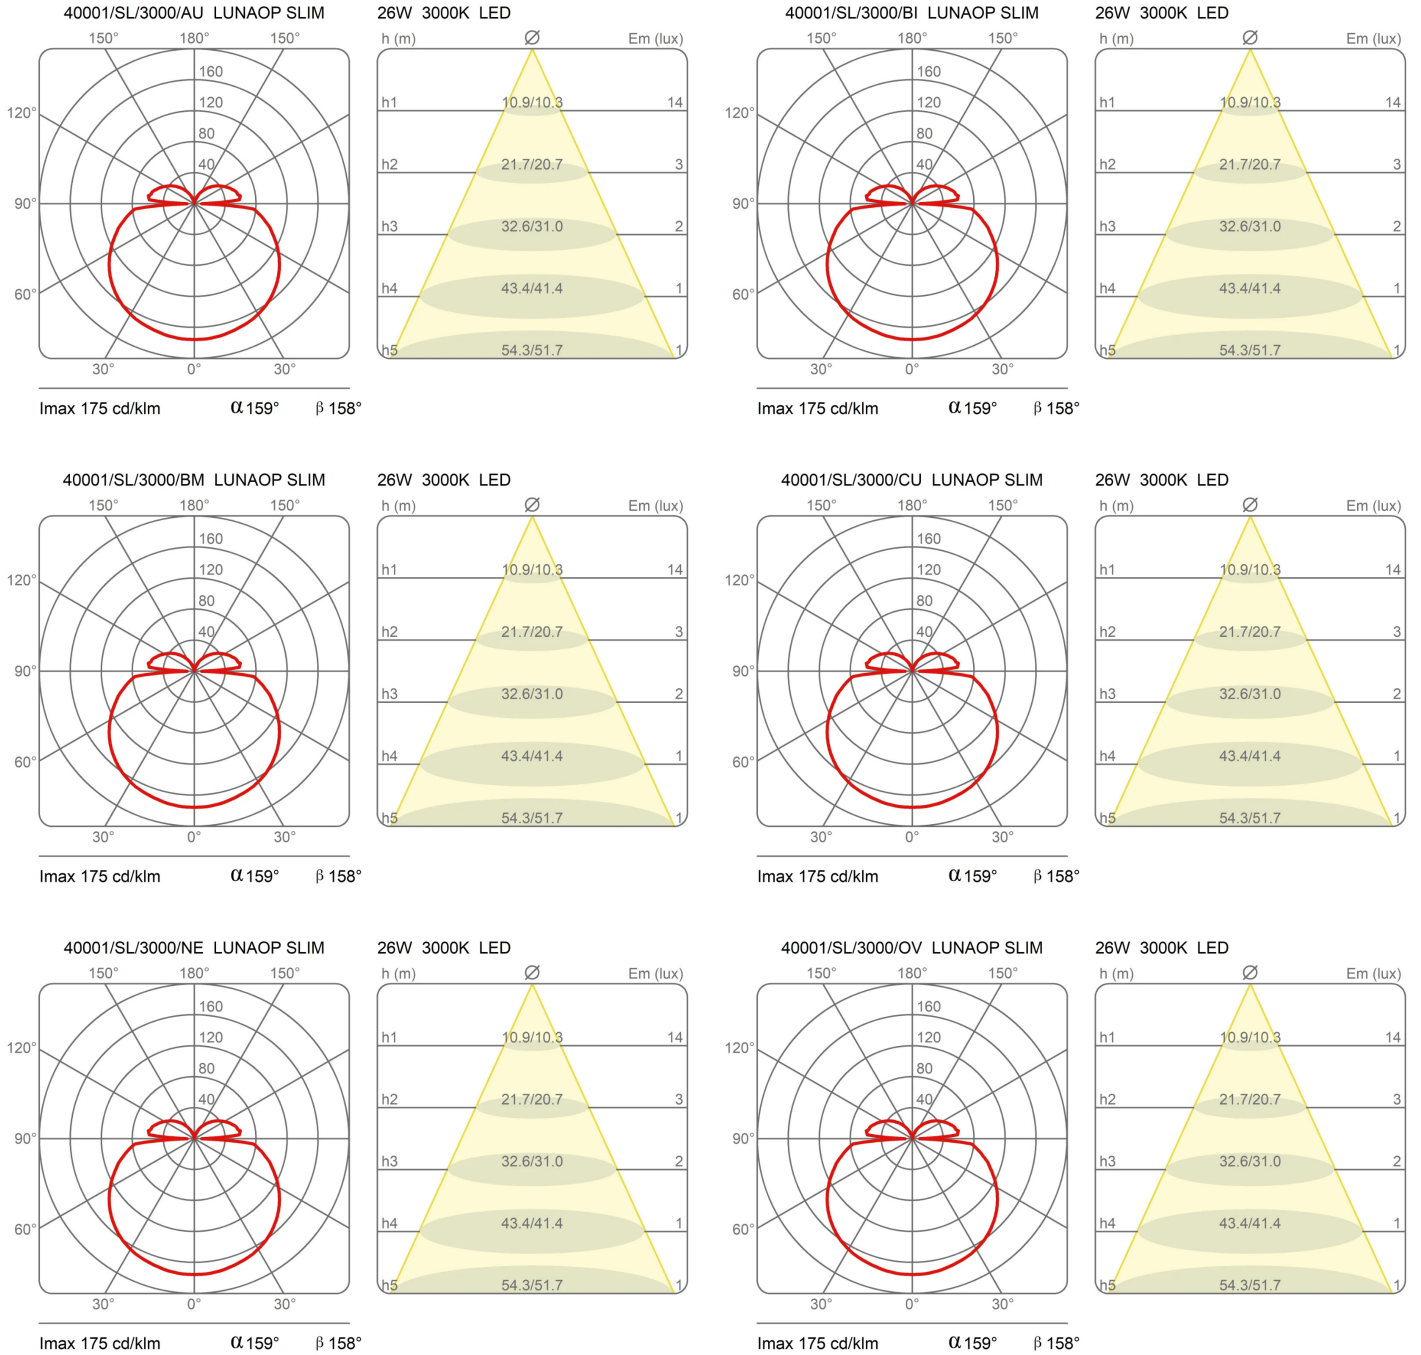 40001/SL/3000/AU LUNAOP SLIM
26W 3000K LED
150° 180° 150°
h (m) Ø Em (lux)
160
120
80
40
120°
90°
60°
30° 0° 30°
h1 10.9/10.3 14
h2 21.7/20.7 3
h3 32.6/31.0 2
h4 43.4/41.4 1
h5 54.3/51.7 1
Imax 175 cd/klm α 159° β 158°
40001/SL/3000/BI LUNAOP SLIM
26W 3000K LED
150° 180° 150°
h (m) Ø Em (lux)
160
120
80
40
120°
90°
60°
30° 0° 30°
h1 10.9/10.3 14
h2 21.7/20.7 3
h3 32.6/31.0 2
h4 43.4/41.4 1
h5 54.3/51.7 1
Imax 175 cd/klm α 159° β 158°
40001/SL/3000/BM LUNAOP SLIM
26W 3000K LED
150° 180° 150°
h (m) Ø Em (lux)
160
120
80
40
120°
90°
60°
30° 0° 30°
h1 10.9/10.3 14
h2 21.7/20.7 3
h3 32.6/31.0 2
h4 43.4/41.4 1
h5 54.3/51.7 1
Imax 175 cd/klm α 159° β 158°
40001/SL/3000/CU LUNAOP SLIM
26W 3000K LED
150° 180° 150°
h (m) Ø Em (lux)
160
120
80
40
120°
90°
60°
30° 0° 30°
h1 10.9/10.3 14
h2 21.7/20.7 3
h3 32.6/31.0 2
h4 43.4/41.4 1
h5 54.3/51.7 1
Imax 175 cd/klm α 159° β 158°
40001/SL/3000/NE LUNAOP SLIM
26W 3000K LED
150° 180° 150°
h (m) Ø Em (lux)
160
120
80
40
120°
90°
60°
30° 0° 30°
h1 10.9/10.3 14
h2 21.7/20.7 3
h3 32.6/31.0 2
h4 43.4/41.4 1
h5 54.3/51.7 1
Imax 175 cd/klm α 159° β 158°
40001/SL/3000/OV LUNAOP SLIM
26W 3000K LED
150° 180° 150°
h (m) Ø Em (lux)
160
120
80
40
120°
90°
60°
30° 0° 30°
h1 10.9/10.3 14
h2 21.7/20.7 3
h3 32.6/31.0 2
h4 43.4/41.4 1
h5 54.3/51.7 1
Imax 175 cd/klm α 159° β 158°